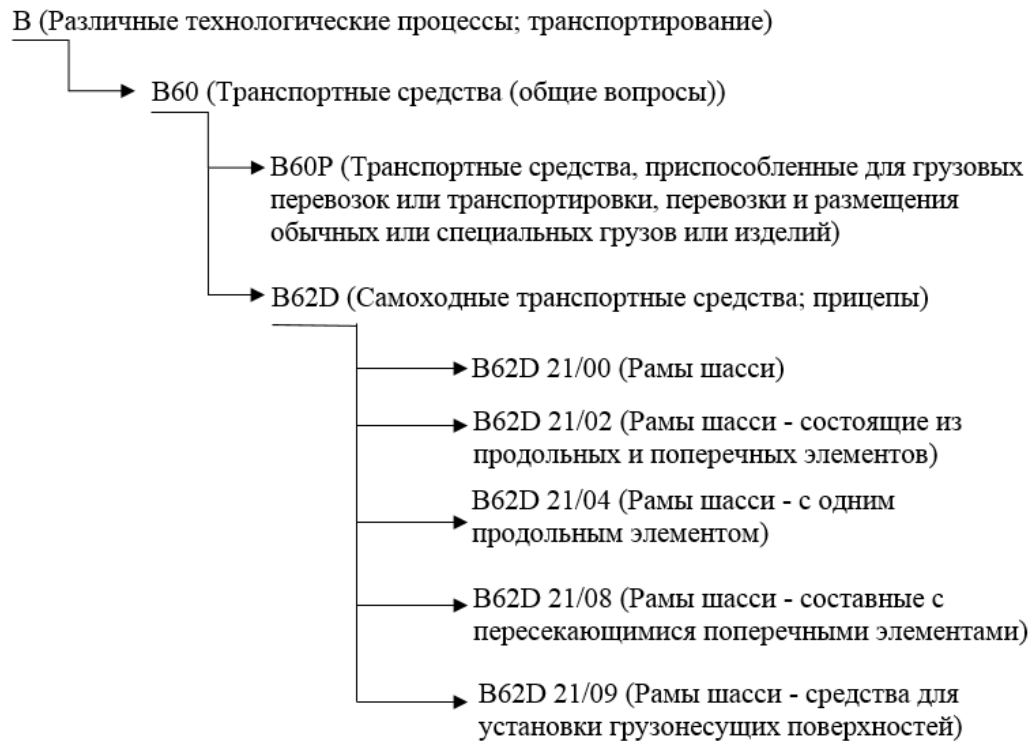 В (Различные технологические процессы; транспортирование)
В60 (Транспортные средства (общие вопросы))
В60Р (Транспортные средства, приспособленные для грузовых
перевозок или транспортировки, перевозки и размещения
обычных или специальных грузов или изделий)
B62D (Самоходные транспортные средства; прицепы)
B62D 21/00 (Рамы шасси)
B62D 21/02 (Рамы шасси - состоящие из
продольных и поперечных элементов)
B62D 21/04 (Рамы шасси - с одним
продольным элементом)
B62D 21/08 (Рамы шасси - составные с
пересекающимися поперечными элементами)
B62D 21/09 (Рамы шасси - средства для
установки грузонесущих поверхностей)